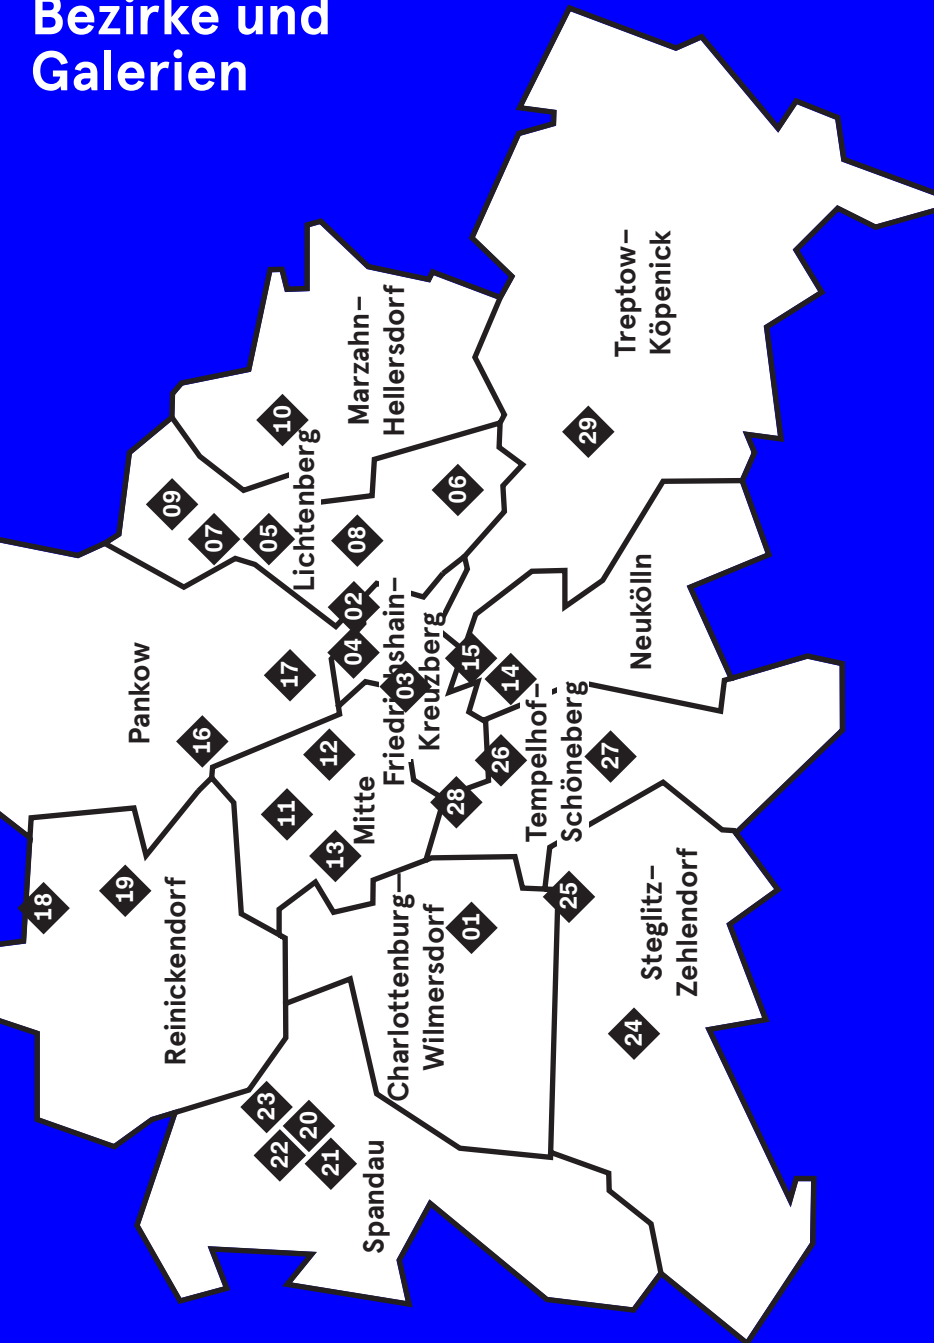 Bezirke und
Galerien
Treptow–
Köpenick
Marzahn–
Hellersdorf
10
29
Lichtenberg
09
07
05
08
06
02
04
Friedrichshain–
Kreuzberg
03
15
14
Neukölln
Pankow
17
16
12
11
13
Mitte
28
26
Tempelhof–
Schöneberg
27
18
19
Reinickendorf
Charlottenburg–
Wilmersdorf
01
25
Steglitz–
Zehlendorf
24
23
20
22
21
Spandau